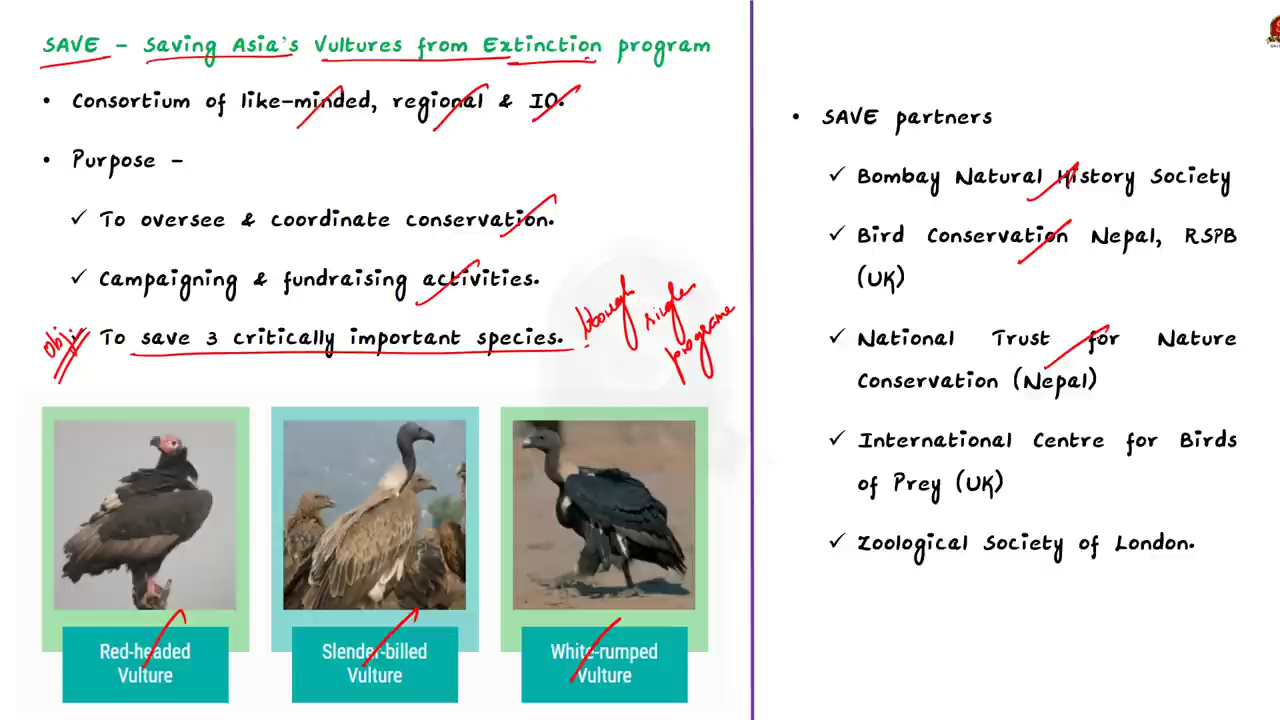 SAVE - Saving Asia's Vultures from Extinction program
• Consortium of like-minded, regional & IO.
• Purpose -
✓ To oversee & coordinate conservation.
✓ Campaigning & fundraising activities.
Obj:
✓ To save 3 critically important species.
through
single
programe
Red-headed
Vulture
Slender-billed
Vulture
White-rumped
Vulture
• SAVE partners
✓ Bombay Natural History Society
✓ Bird Conservation Nepal, RSPB
(UK)
✓ National Trust for Nature
Conservation (Nepal)
✓ International Centre for Birds
of Prey (UK)
✓ Zoological Society of London.